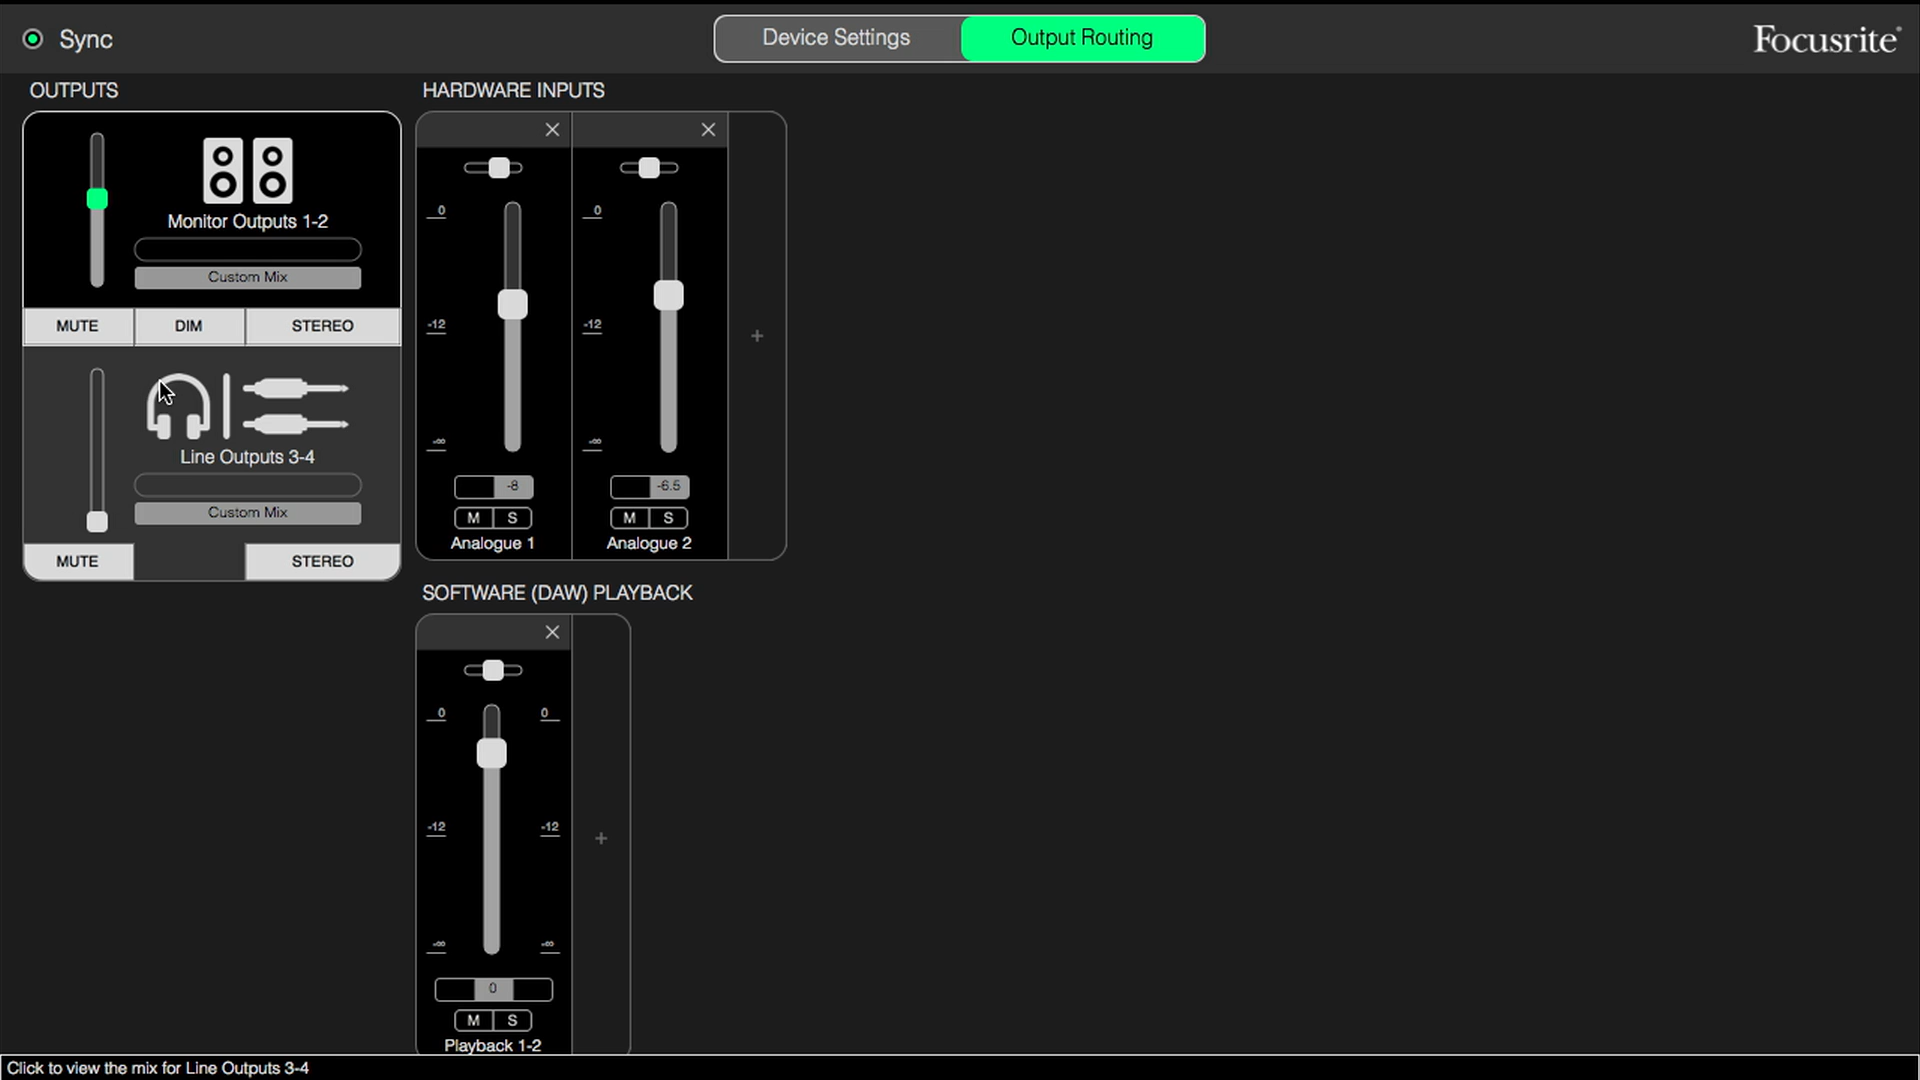 Sync
Device Settings
Output Routing
Focusrite®
OUTPUTS
Monitor Outputs 1-2
Custom Mix
MUTE DIM STEREO
Line Outputs 3-4
Custom Mix
MUTE STEREO
HARDWARE INPUTS
0 0
-12 -12
-∞ -∞
-8 -6.5
M S M S
Analogue 1 Analogue 2
+
SOFTWARE (DAW) PLAYBACK
0 0
-12 -12
-∞ -∞
0
M S
Playback 1-2
+
Click to view the mix for Line Outputs 3-4